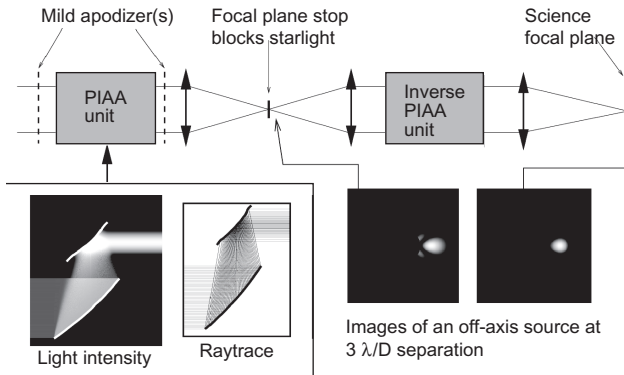 Mild apodizer(s)
Focal plane stop
blocks starlight
Science
focal plane
PIAA
unit
Inverse
PIAA
unit
Light intensity
Raytrace
Images of an off-axis source at
3 λ/D separation